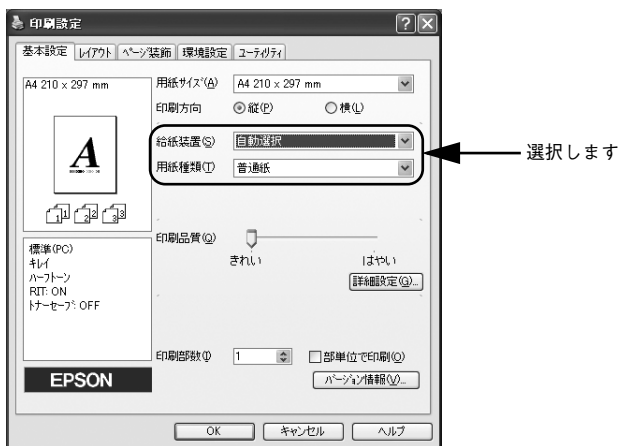 印刷設定
基本設定 レイアウト ページ装飾 環境設定 ユーティリティ
A4 210 x 297 mm
A
1 1 2 2 3 3
用紙サイズ(A) A4 210 x 297 mm
印刷方向 縦(P) 横(L)
給紙装置(S) 自動選択
用紙種類(T) 普通紙
選択します
印刷品質(Q)
きれい はやい
詳細設定(G)...
標準(PC)
キレイ
ハーフトーン
RIT: ON
トナーセーブ: OFF
印刷部数(I) 1 部単位で印刷(O)
バージョン情報(V)...
EPSON
OK キャンセル ヘルプ